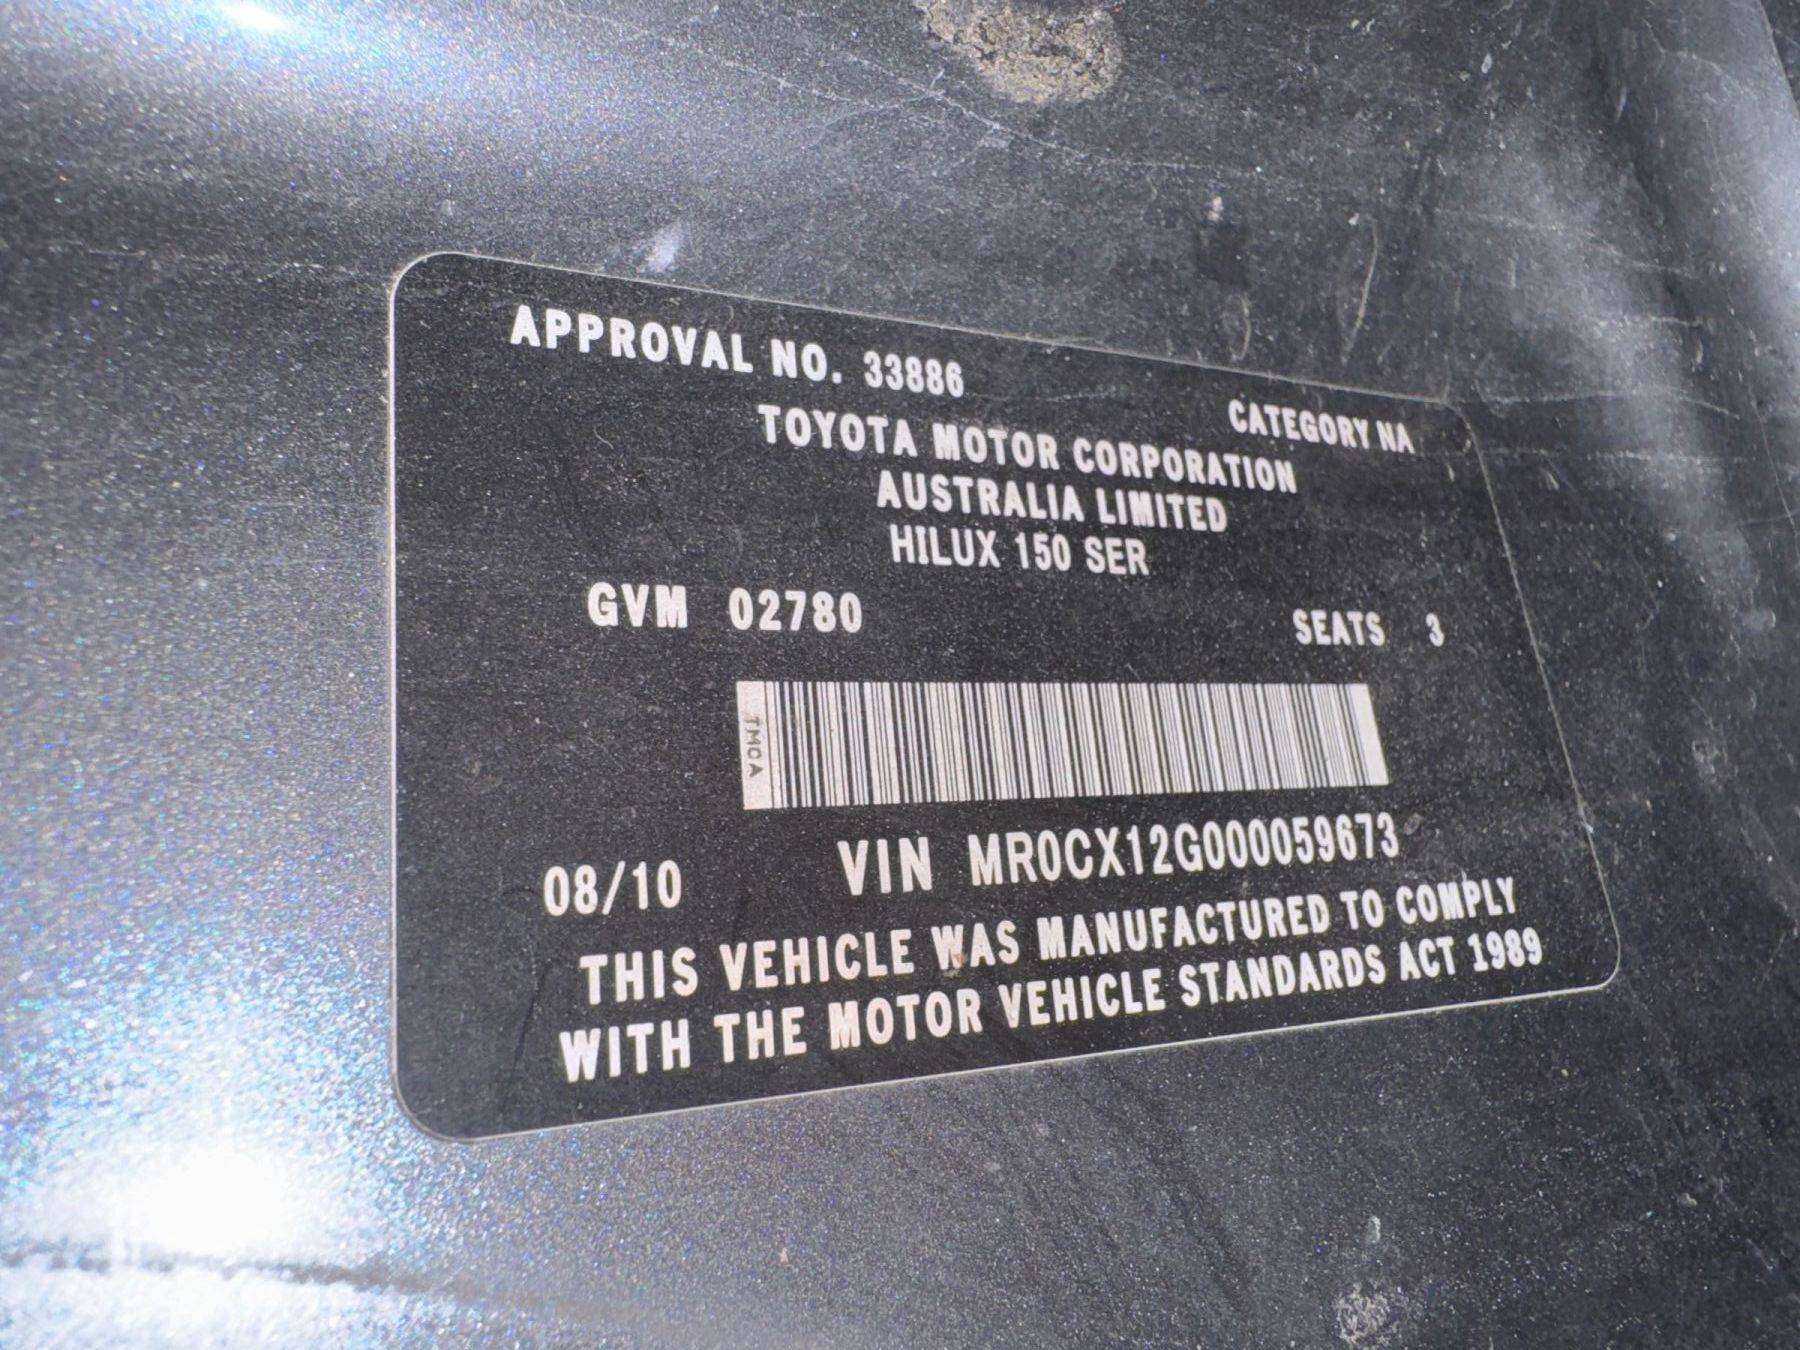 APPROVAL NO. 33886
CATEGORY NA
TOYOTA MOTOR CORPORATION
AUSTRALIA LIMITED
HILUX 150 SER
GVM 02780
SEATS 3
TMCA
08/10
VIN MR0CX12G000059673
THIS VEHICLE WAS MANUFACTURED TO COMPLY
WITH THE MOTOR VEHICLE STANDARDS ACT 1989